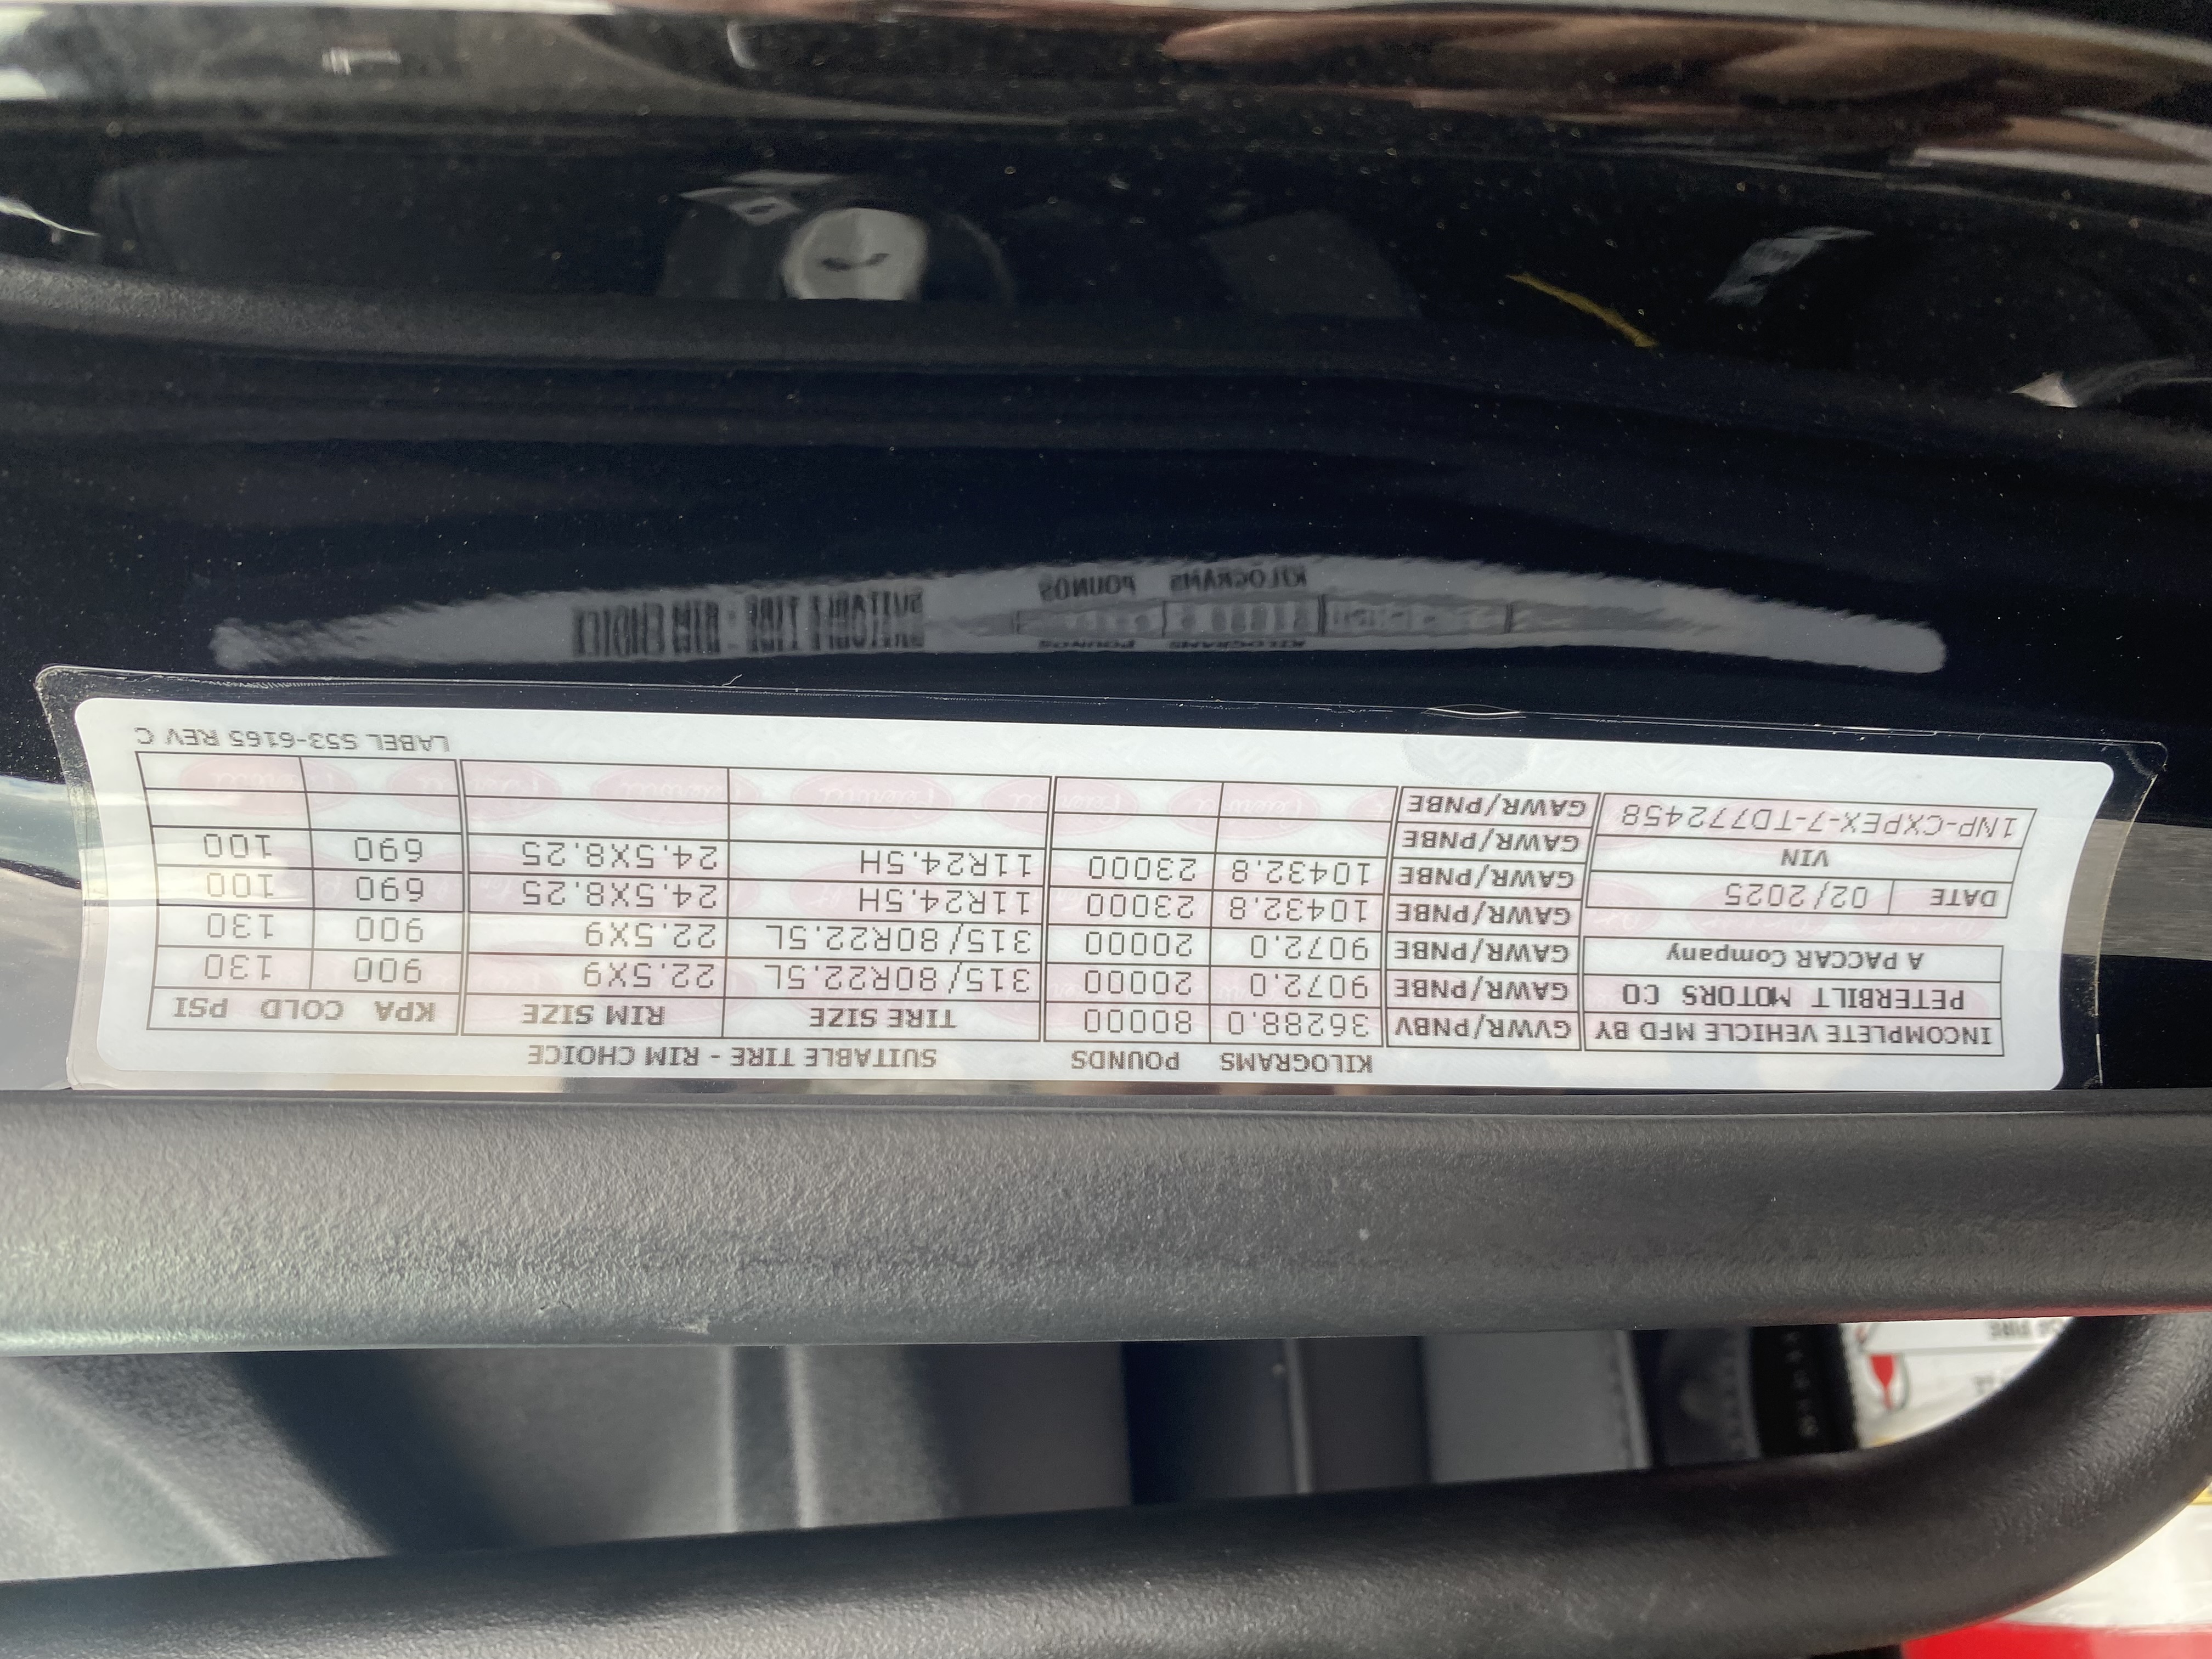 KILOGRAMS POUNDS SUITABLE TIRE - RIM CHOICE
INCOMPLETE VEHICLE MFD BY GVWR/PNBV 36288.0 80000 TIRE SIZE RIM SIZE KPA COLD PSI
PETERBILT MOTORS CO GAWR/PNBE 9072.0 20000 315/80R22.5L 22.5X9 900 130
A PACCAR Company GAWR/PNBE 9072.0 20000 315/80R22.5L 22.5X9 900 130
DATE 02/2025 GAWR/PNBE 10432.8 23000 11R24.5H 24.5X8.25 690 100
VIN GAWR/PNBE 10432.8 23000 11R24.5H 24.5X8.25 690 100
GAWR/PNBE
1NP-CXPEX-7-TD772458 GAWR/PNBE
LABEL S53-6165 REV C